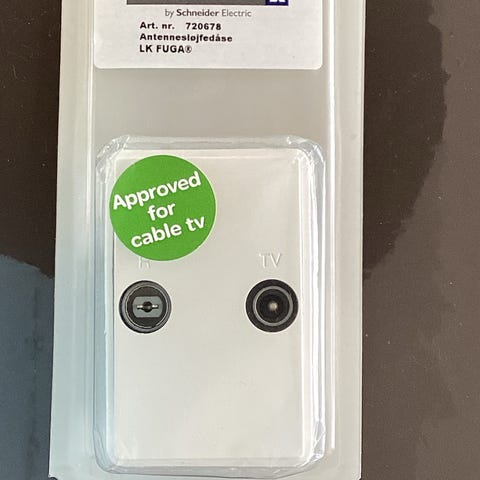 by Schneider Electric
Art. nr. 720678
Antennesløjfedåse
LK FUGA®
Approved
for
cable tv
R TV